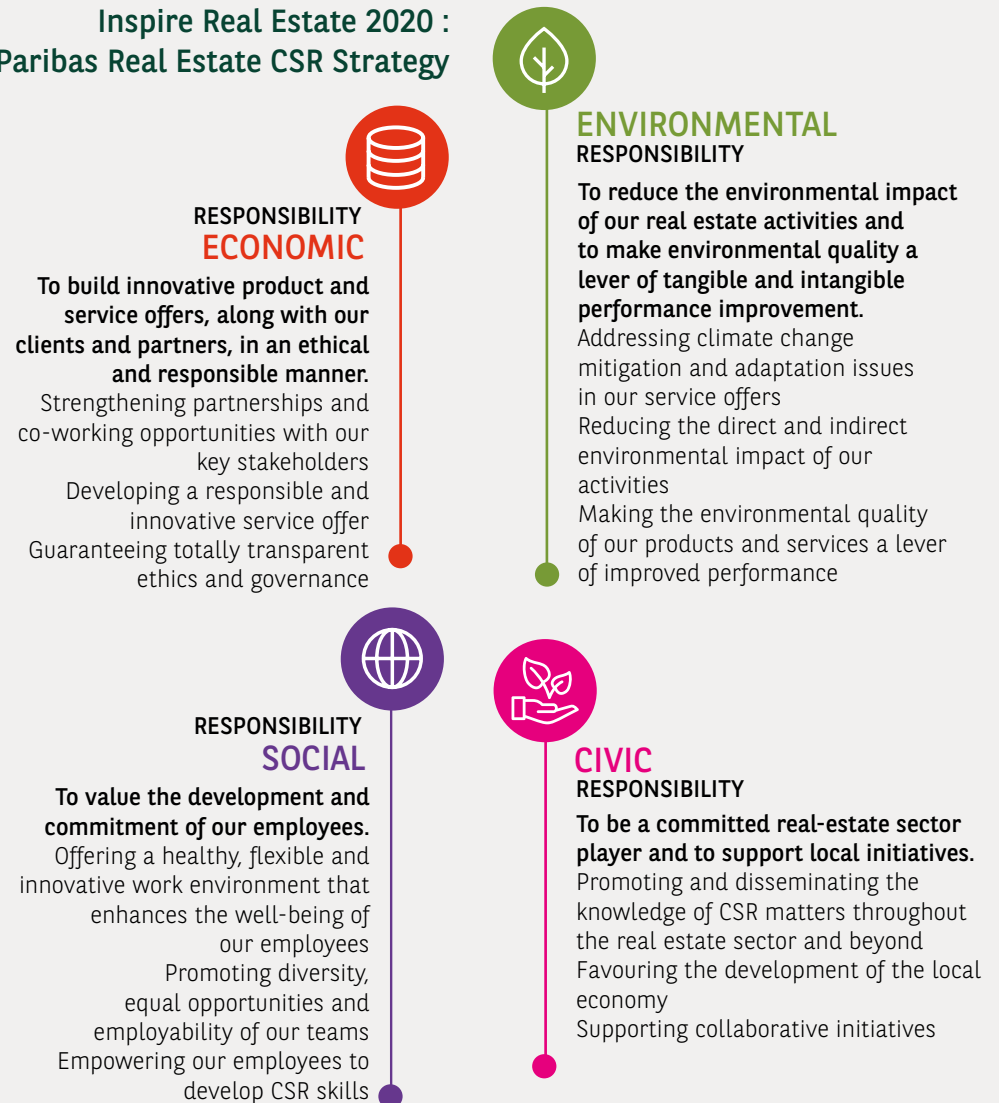 Inspire Real Estate 2020 :
Paribas Real Estate CSR Strategy
RESPONSIBILITY
ECONOMIC
To build innovative product and
service offers, along with our
clients and partners, in an ethical
and responsible manner.
Strengthening partnerships and
co-working opportunities with our
key stakeholders
Developing a responsible and
innovative service offer
Guaranteeing totally transparent
ethics and governance
ENVIRONMENTAL
RESPONSIBILITY
To reduce the environmental impact
of our real estate activities and
to make environmental quality a
lever of tangible and intangible
performance improvement.
Addressing climate change
mitigation and adaptation issues
in our service offers
Reducing the direct and indirect
environmental impact of our
activities
Making the environmental quality
of our products and services a lever
of improved performance
RESPONSIBILITY
SOCIAL
To value the development and
commitment of our employees.
Offering a healthy, flexible and
innovative work environment that
enhances the well-being of
our employees
Promoting diversity,
equal opportunities and
employability of our teams
Empowering our employees to
develop CSR skills
CIVIC
RESPONSIBILITY
To be a committed real-estate sector
player and to support local initiatives.
Promoting and disseminating the
knowledge of CSR matters throughout
the real estate sector and beyond
Favouring the development of the local
economy
Supporting collaborative initiatives